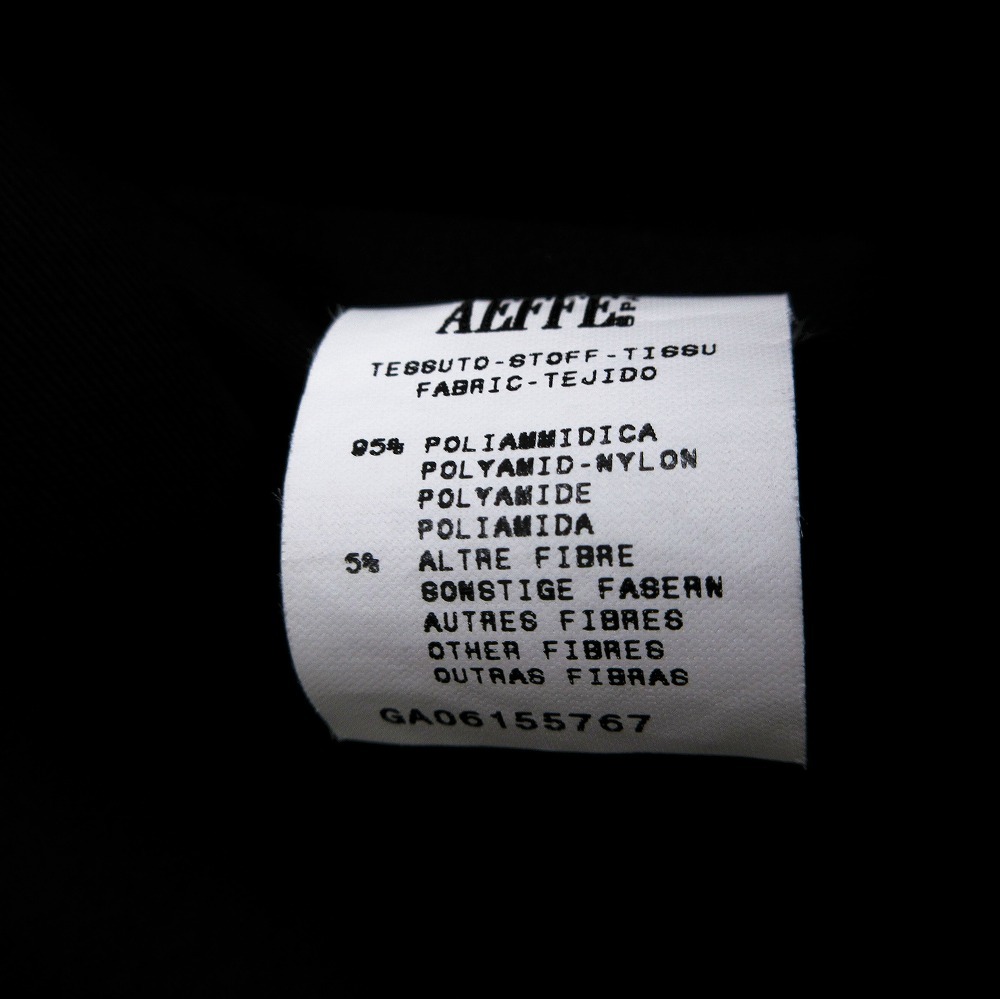 AEFFE SPA
TESSUTO-STOFF-TISSU
FABRIC-TEJIDO
95% POLIAMMIDICA
POLYAMID-NYLON
POLYAMIDE
POLIAMIDA
5% ALTRE FIBRE
SONSTIGE FASERN
AUTRES FIBRES
OTHER FIBRES
OUTRAS FIBRAS
GA06155767